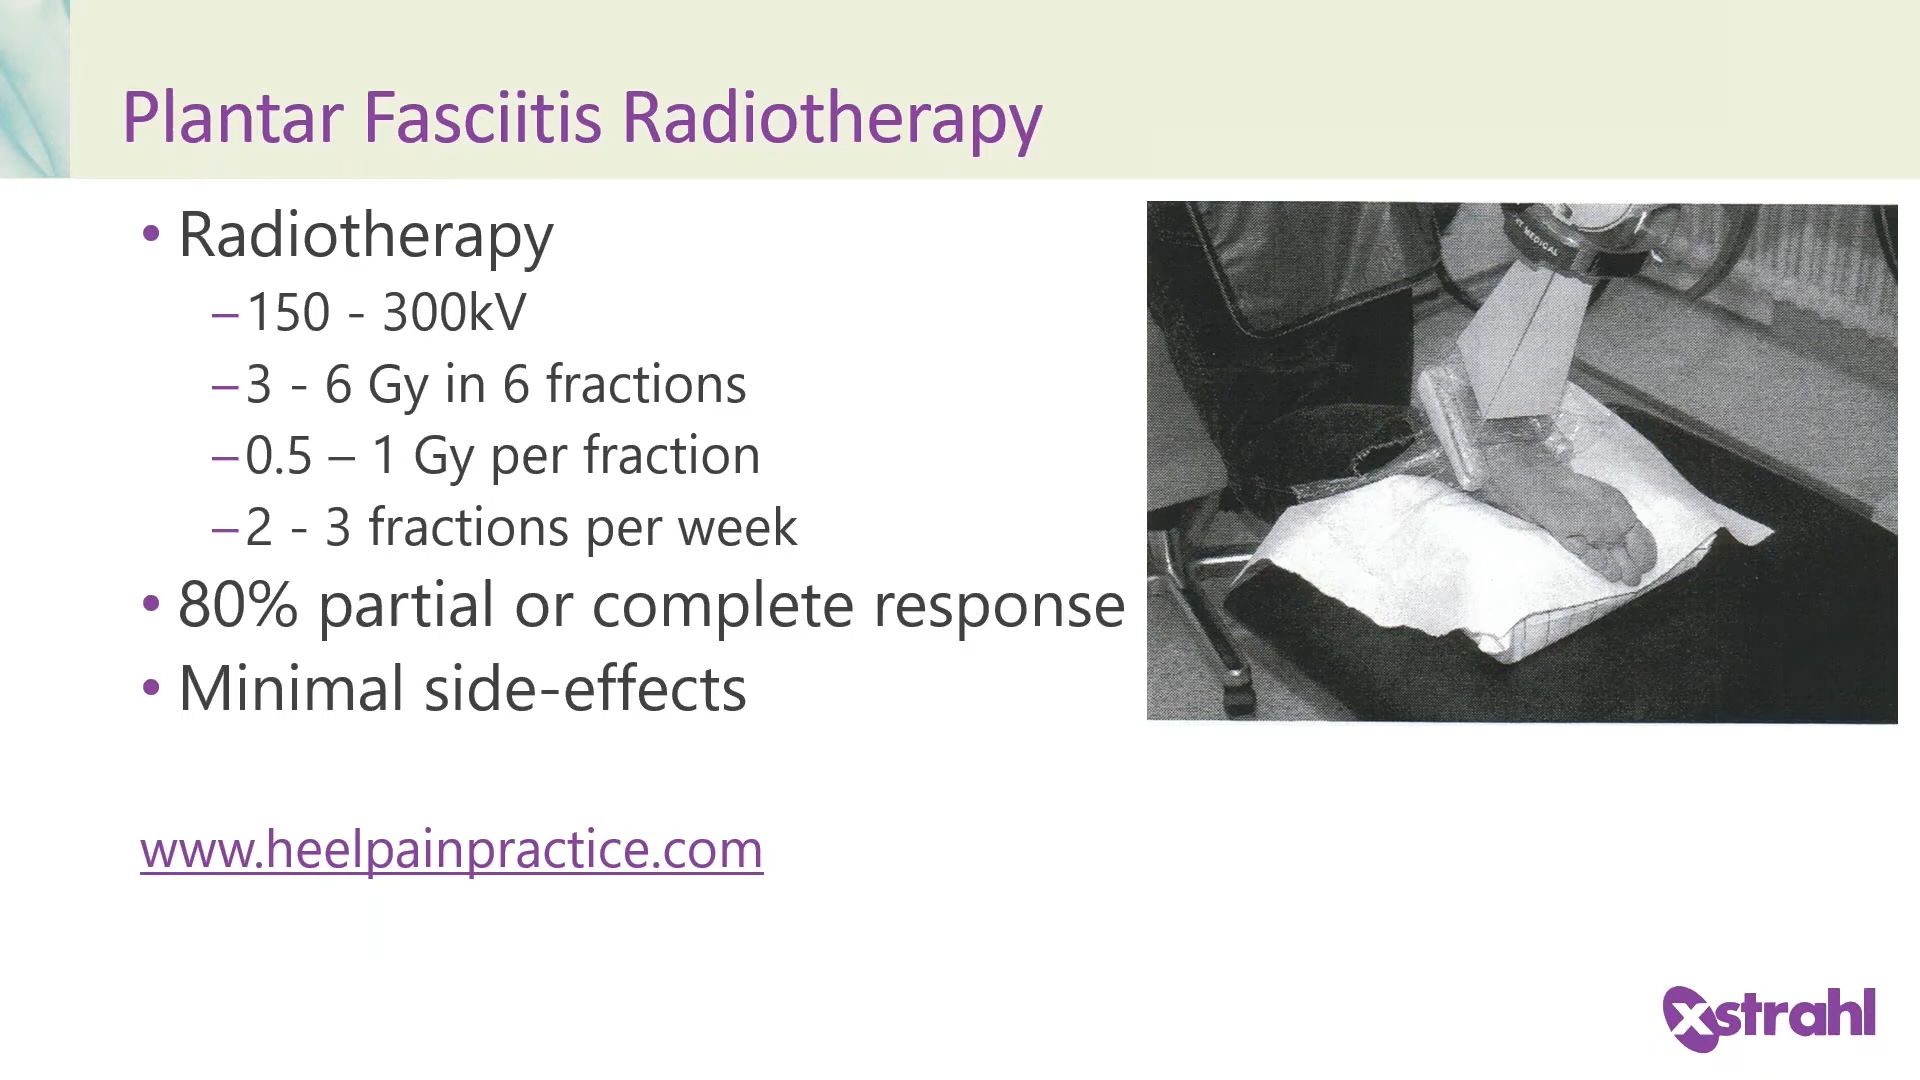 Plantar Fasciitis Radiotherapy
• Radiotherapy
–150 - 300kV
–3 - 6 Gy in 6 fractions
–0.5 – 1 Gy per fraction
–2 - 3 fractions per week
• 80% partial or complete response
• Minimal side-effects
www.heelpainpractice.com
MEDICAL
xstrahl